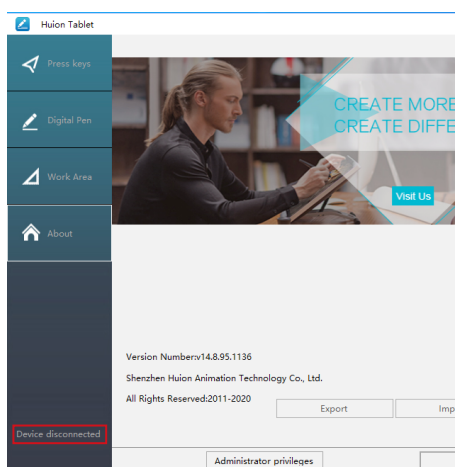 Huion Tablet
Press keys
Digital Pen
Work Area
About
CREATE MORE
CREATE DIFFE
Visit Us
Version Number:v14.8.95.1136
Shenzhen Huion Animation Technology Co., Ltd.
All Rights Reserved:2011-2020
Export
Imp
Device disconnected
Administrator privileges